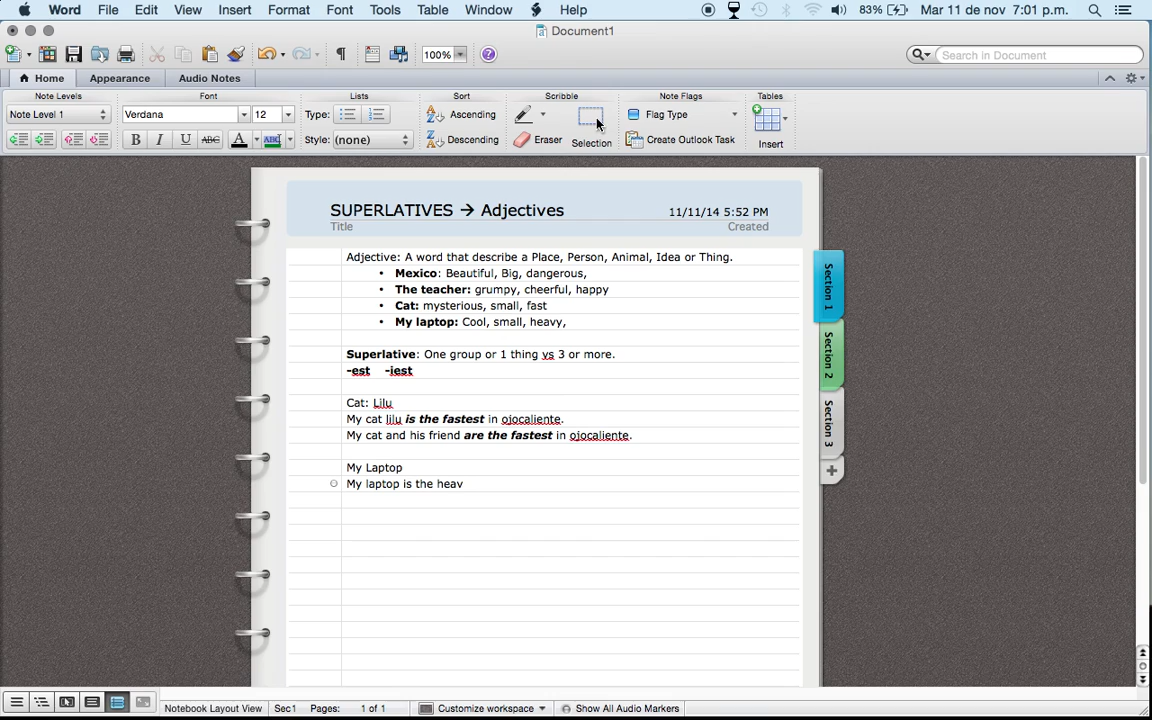 Word File Edit View Insert Format Font Tools Table Window Help 83% Mar 11 de nov 7:01 p.m.
Document1
100% Search in Document
Home Appearance Audio Notes
Note Levels Font Lists Sort Scribble Note Flags Tables
Note Level 1 Verdana 12 Type: Ascending Flag Type
B I U ABC A ABC Style: (none) Descending Eraser Selection Create Outlook Task Insert
SUPERLATIVES → Adjectives 11/11/14 5:52 PM
Title Created
Adjective: A word that describe a Place, Person, Animal, Idea or Thing.
• Mexico: Beautiful, Big, dangerous,
• The teacher: grumpy, cheerful, happy
• Cat: mysterious, small, fast
• My laptop: Cool, small, heavy,
Superlative: One group or 1 thing vs 3 or more.
-est -iest
Cat: Lilu
My cat lilu is the fastest in ojocaliente.
My cat and his friend are the fastest in ojocaliente.
My Laptop
My laptop is the heav
Section 1
Section 2
Section 3
Notebook Layout View Sec1 Pages: 1 of 1 Customize workspace Show All Audio Markers